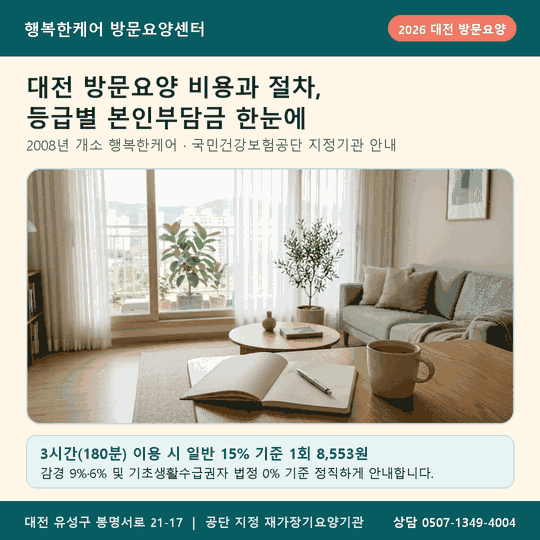 행복한케어 방문요양센터
2026 대전 방문요양
대전 방문요양 비용과 절차,
등급별 본인부담금 한눈에
2008년 개소 행복한케어 · 국민건강보험공단 지정기관 안내
3시간(180분) 이용 시 일반 15% 기준 1회 8,553원
감경 9%·6% 및 기초생활수급권자 법정 0% 기준 정직하게 안내합니다.
대전 유성구 봉명서로 21-17 | 공단 지정 재가장기요양기관
상담 0507-1349-4004